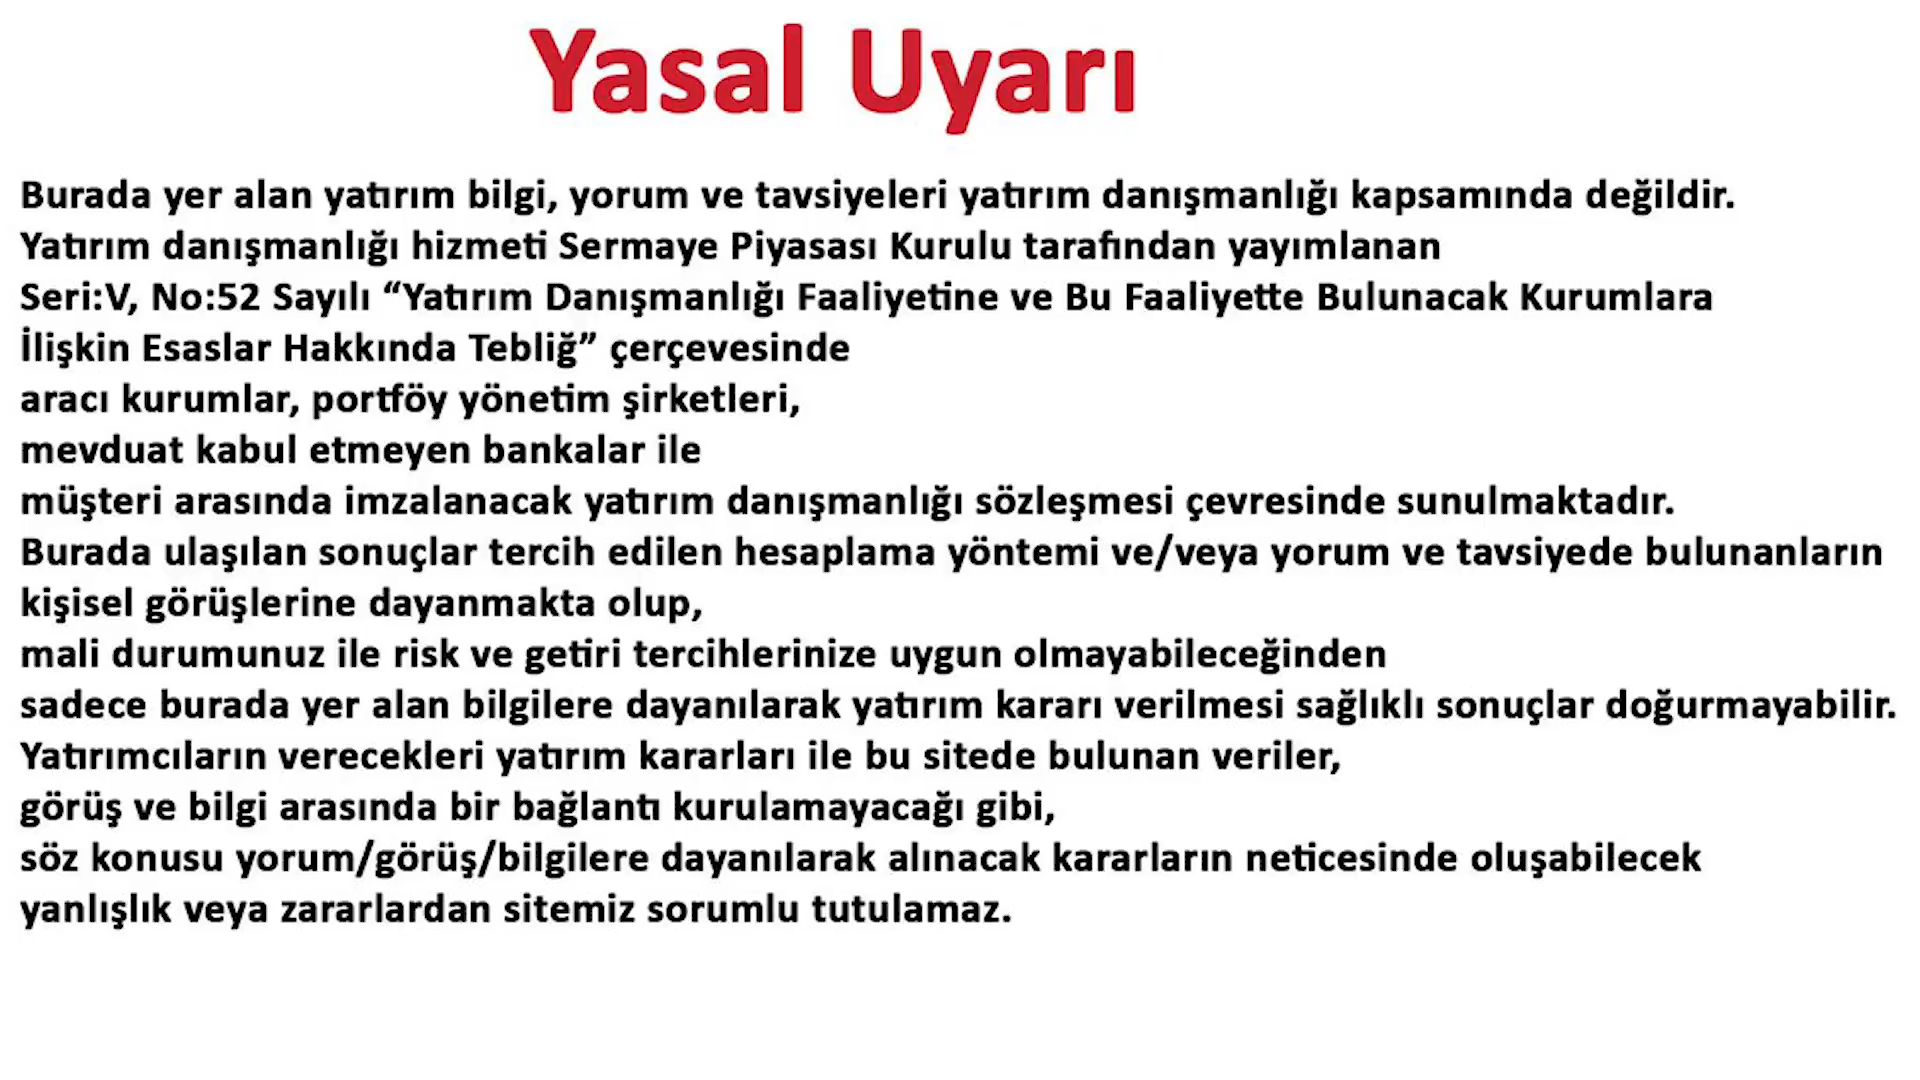 Yasal Uyarı
Burada yer alan yatırım bilgi, yorum ve tavsiyeleri yatırım danışmanlığı kapsamında değildir.
Yatırım danışmanlığı hizmeti Sermaye Piyasası Kurulu tarafından yayımlanan
Seri:V, No:52 Sayılı “Yatırım Danışmanlığı Faaliyetine ve Bu Faaliyette Bulunacak Kurumlara
İlişkin Esaslar Hakkında Tebliğ” çerçevesinde
aracı kurumlar, portföy yönetim şirketleri,
mevduat kabul etmeyen bankalar ile
müşteri arasında imzalanacak yatırım danışmanlığı sözleşmesi çevresinde sunulmaktadır.
Burada ulaşılan sonuçlar tercih edilen hesaplama yöntemi ve/veya yorum ve tavsiyede bulunanların
kişisel görüşlerine dayanmakta olup,
mali durumunuz ile risk ve getiri tercihlerinize uygun olmayabileceğinden
sadece burada yer alan bilgilere dayanılarak yatırım kararı verilmesi sağlıklı sonuçlar doğurmayabilir.
Yatırımcıların verecekleri yatırım kararları ile bu sitede bulunan veriler,
görüş ve bilgi arasında bir bağlantı kurulamayacağı gibi,
söz konusu yorum/görüş/bilgilere dayanılarak alınacak kararların neticesinde oluşabilecek
yanlışlık veya zararlardan sitemiz sorumlu tutulamaz.